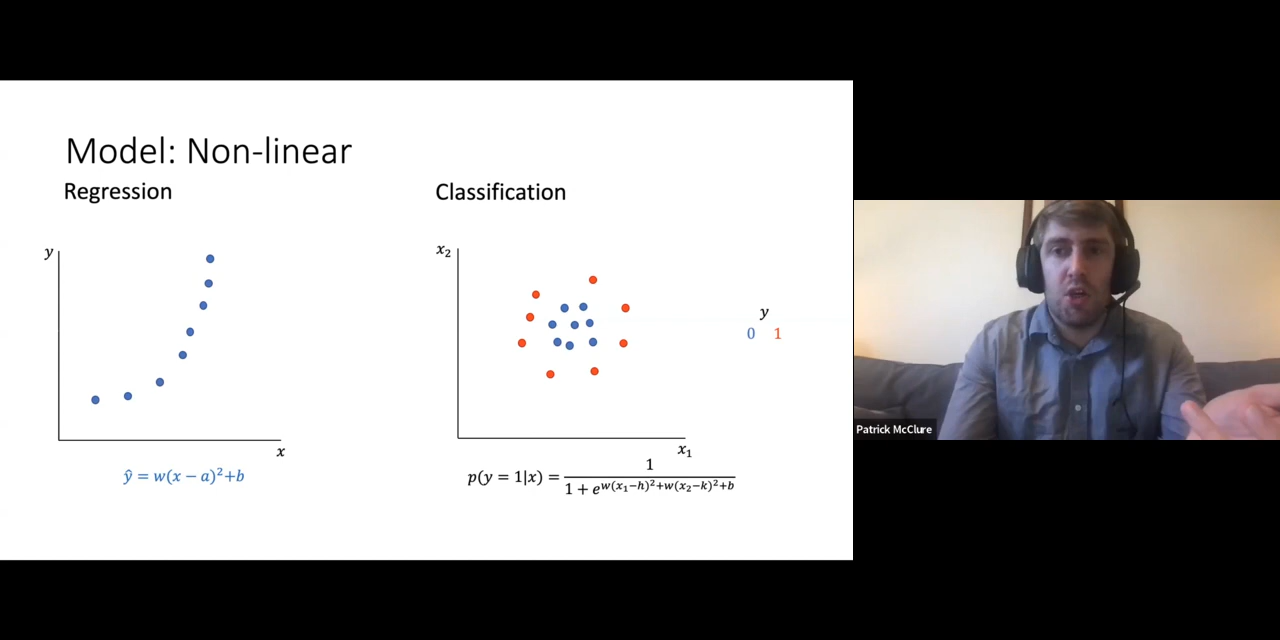 Model: Non-linear
Regression
Classification
y
x
ŷ = w(x − a)²+b
x₂
x₁
p(y = 1|x) = 1 / (1 + e^(w(x₁−h)²+w(x₂−k)²+b))
y
0 1
Patrick McClure